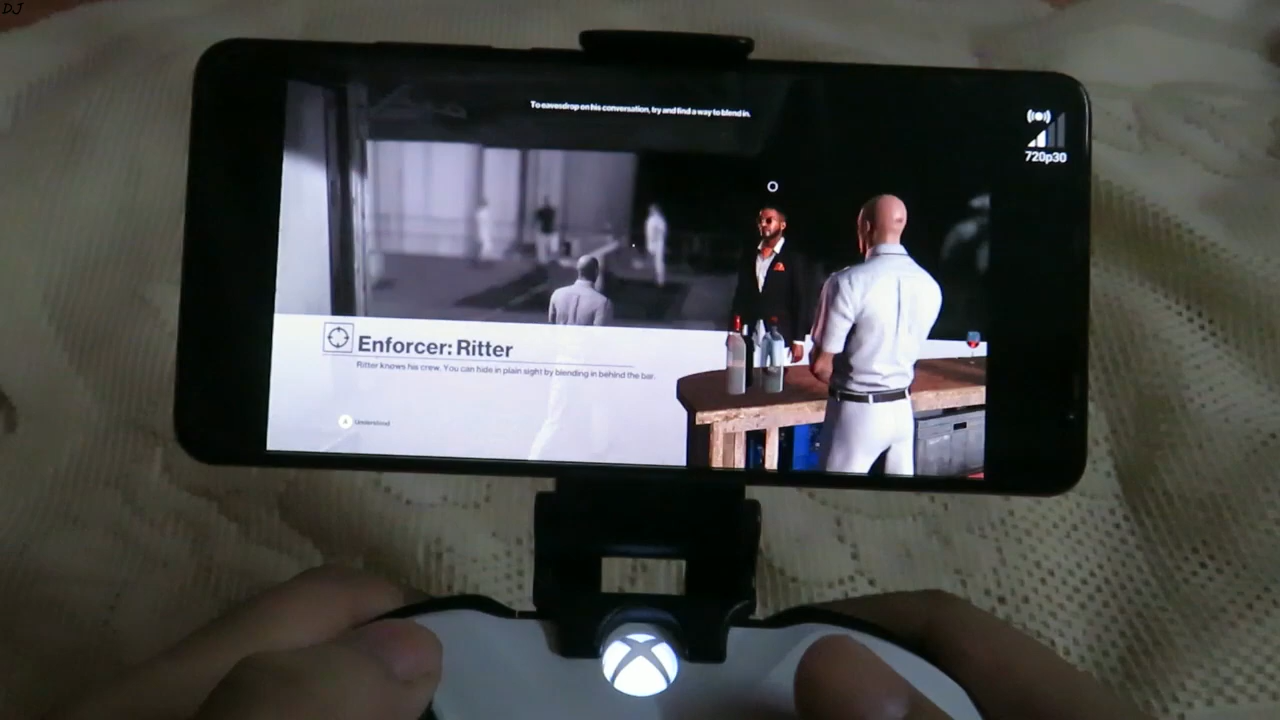 DJ
To eavesdrop on his conversation, try and find a way to blend in.
720p30
Enforcer: Ritter
Ritter knows his crew. You can hide in plain sight by blending in behind the bar.
A Understood